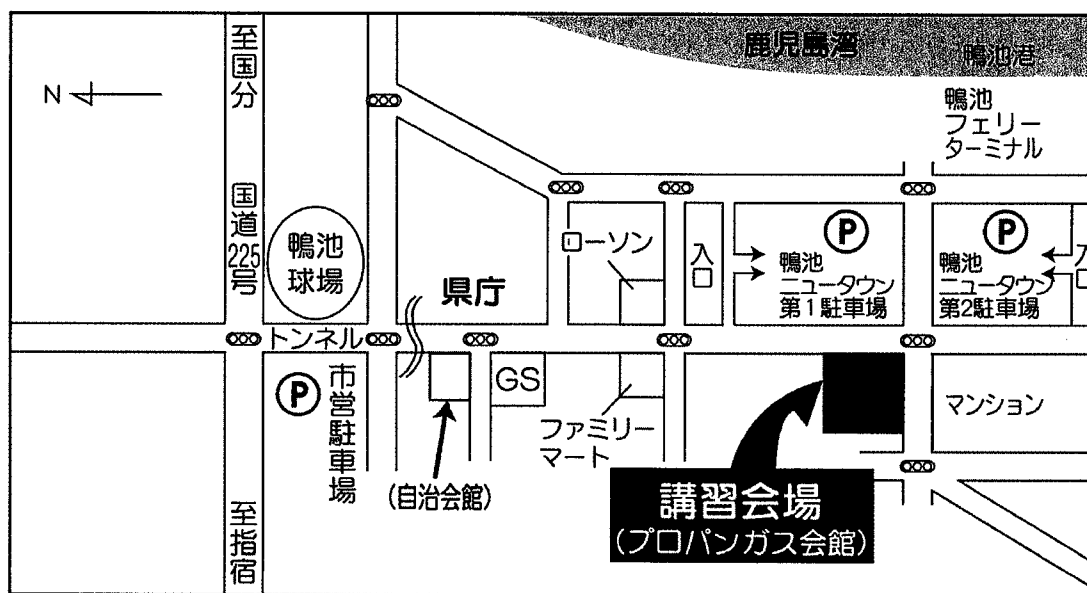 至国分
鹿児島湾
鴨池港
N
鴨池
フェリー
ターミナル
国道225号
鴨池
球場
県庁
ローソン
入口
P
鴨池
ニュータウン
第1駐車場
P
鴨池
ニュータウン
第2駐車場
入口
トンネル
P
市営駐車場
GS
ファミリー
マート
マンション
(自治会館)
講習会場
(プロパンガス会館)
至指宿